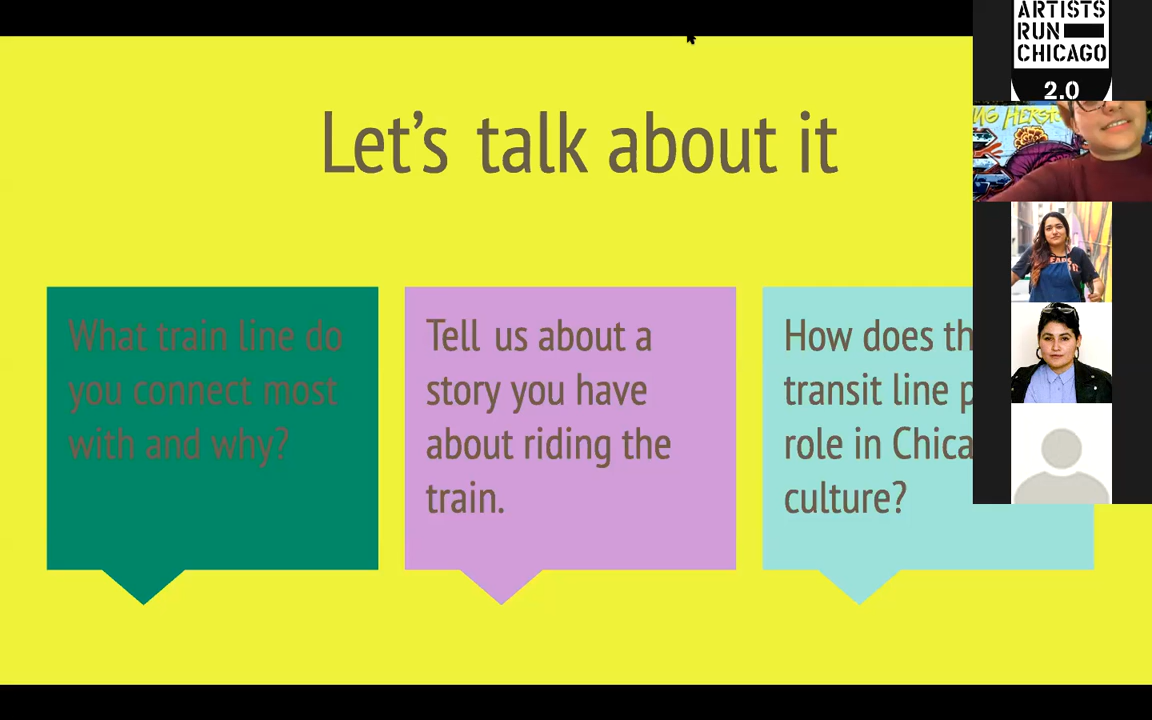 ARTISTS
RUN
CHICAGO
2.0
Let's talk about it
What train line do
you connect most
with and why?
Tell us about a
story you have
about riding the
train.
How does th
transit line p
role in Chica
culture?
HERST